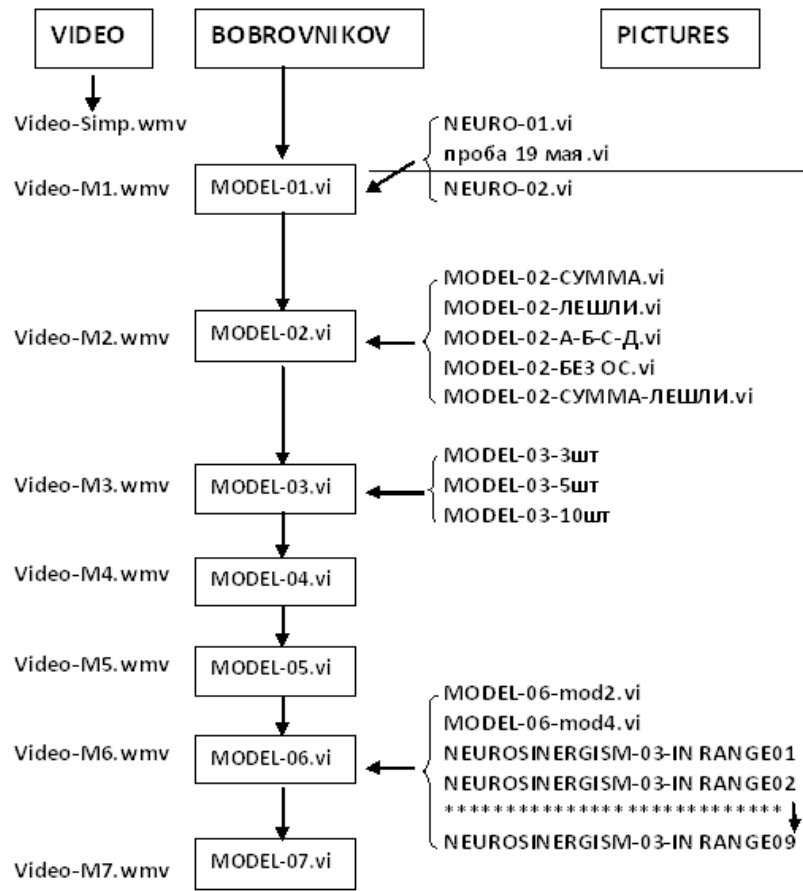 VIDEO
BOBROVNIKOV
PICTURES
Video-Simp.wmv
NEURO-01.vi
проба 19 мая.vi
Video-M1.wmv
MODEL-01.vi
NEURO-02.vi
MODEL-02-СУММА.vi
MODEL-02-ЛЕШЛИ.vi
Video-M2.wmv
MODEL-02.vi
MODEL-02-А-Б-С-Д.vi
MODEL-02-БЕЗ ОС.vi
MODEL-02-СУММА-ЛЕШЛИ.vi
MODEL-03-3шт
Video-M3.wmv
MODEL-03.vi
MODEL-03-5шт
MODEL-03-10шт
Video-M4.wmv
MODEL-04.vi
Video-M5.wmv
MODEL-05.vi
MODEL-06-mod2.vi
MODEL-06-mod4.vi
Video-M6.wmv
MODEL-06.vi
NEUROSINERGISM-03-IN RANGE01
NEUROSINERGISM-03-IN RANGE02
****************************
NEUROSINERGISM-03-IN RANGE09
Video-M7.wmv
MODEL-07.vi